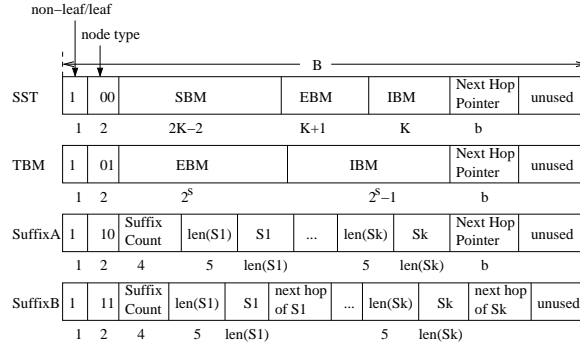 non-leaf/leaf
node type
B
SST 1 00 SBM EBM IBM Next Hop Pointer unused
1 2 2K-2 K+1 K b
TBM 1 01 EBM IBM Next Hop Pointer unused
1 2 2^s 2^s-1 b
SuffixA 1 10 Suffix Count len(S1) S1 ... len(Sk) Sk Next Hop Pointer unused
1 2 4 5 len(S1) 5 len(Sk) b
SuffixB 1 11 Suffix Count len(S1) S1 next hop of S1 ... len(Sk) Sk next hop of Sk unused
1 2 4 5 len(S1) 5 len(Sk)